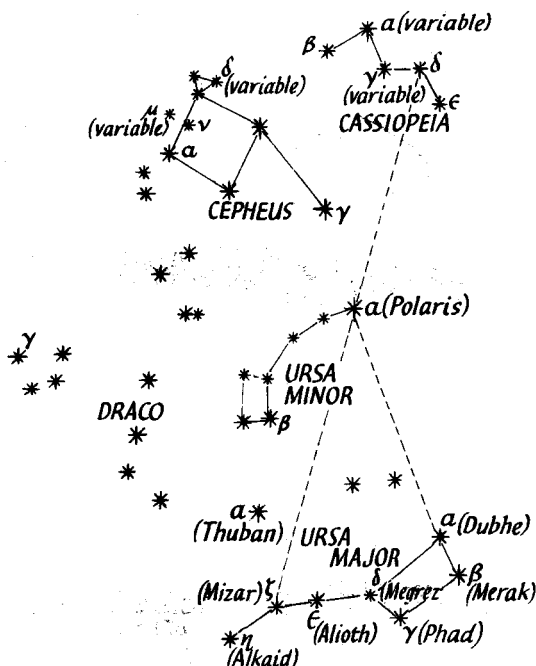 α (variable)
β
γ
δ
(variable)
ε
CASSIOPEIA
δ
(variable)
μ
(variable)
ν
α
CEPHEUS
γ
α (Polaris)
γ
URSA
MINOR
DRACO
β
α
(Thuban)
URSA
MAJOR
α (Dubhe)
(Mizar) ζ
ε
(Alioth)
δ
(Megrez
β
(Merak)
γ (Phad)
η
(Alkaid)